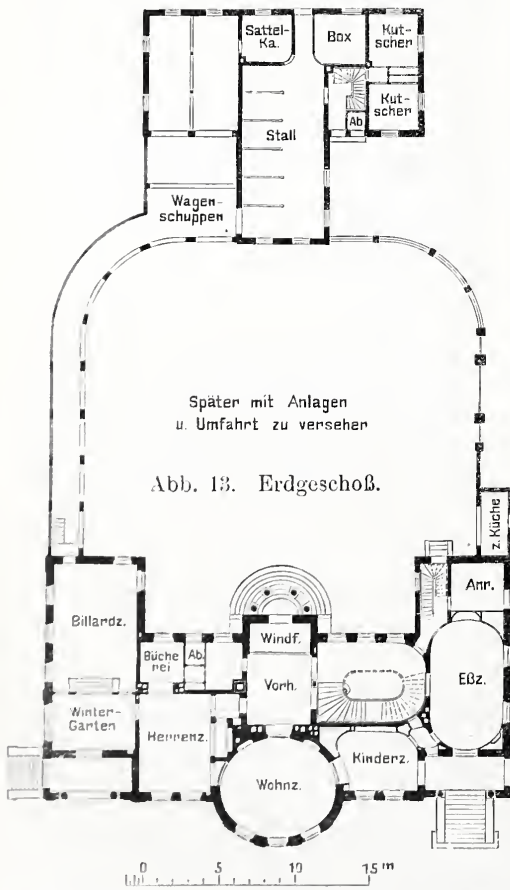 Sattel-
Ka.
Box
Kut-
scher
Kut-
scher
Ab
Stall
Wagen-
schuppen
Später mit Anlagen
u. Umfahrt zu verseher
Abb. 13. Erdgeschoß.
z. Küche
Anr.
Billardz.
Büche
rei
Ab.
Windf.
Vorh.
Eßz.
Winter-
Garten
Herrenz.
Wohnz.
Kinderz.
0 5 10 15 m